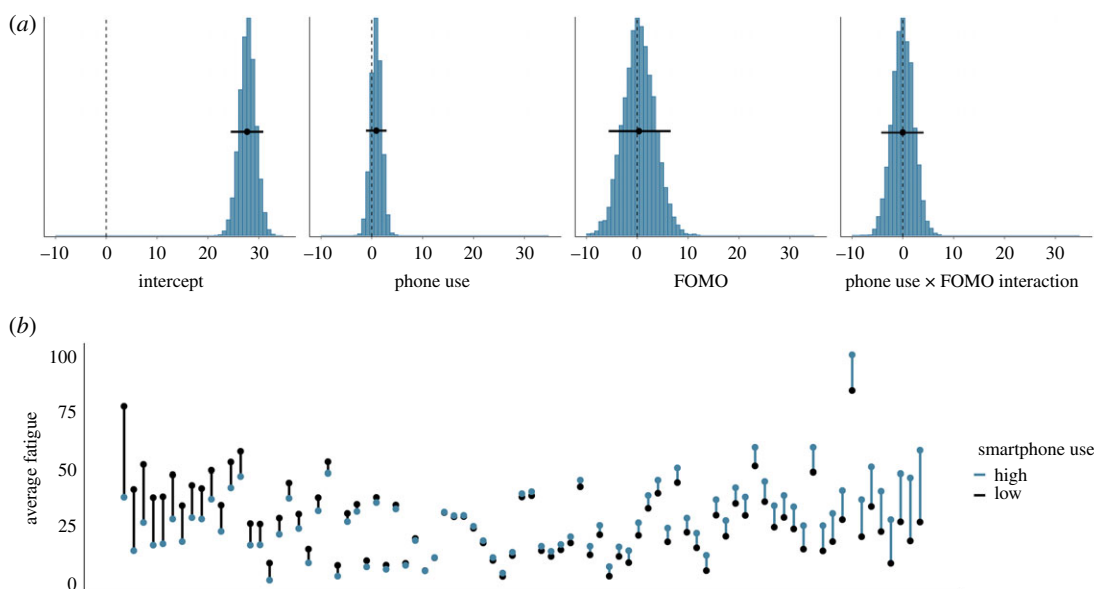 (a)
−10 0 10 20 30
intercept
−10 0 10 20 30
phone use
−10 0 10 20 30
FOMO
−10 0 10 20 30
phone use × FOMO interaction
(b)
100
75
50
25
0
average fatigue
smartphone use
high
low